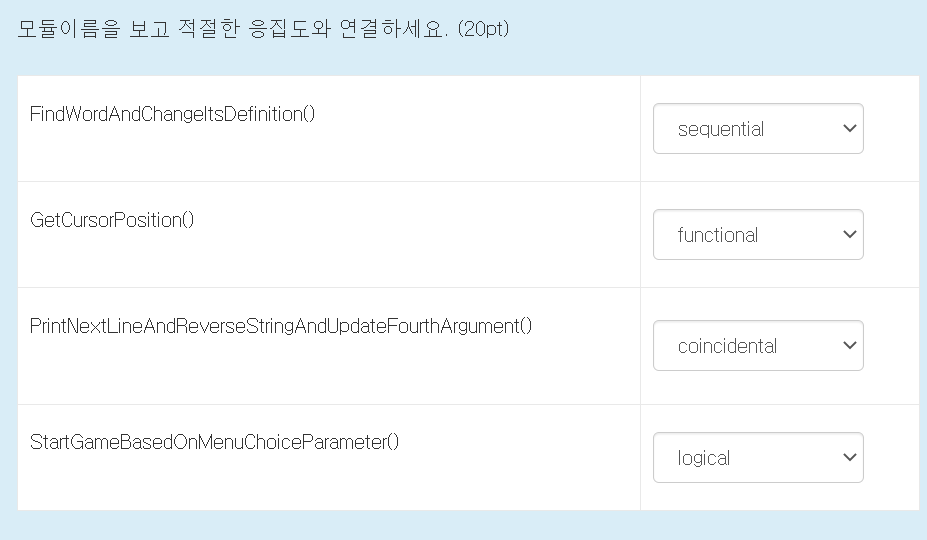 모듈이름을 보고 적절한 응집도와 연결하세요. (20pt)
FindWordAndChangeItsDefinition()
sequential
GetCursorPosition()
functional
PrintNextLineAndReverseStringAndUpdateFourthArgument()
coincidental
StartGameBasedOnMenuChoiceParameter()
logical